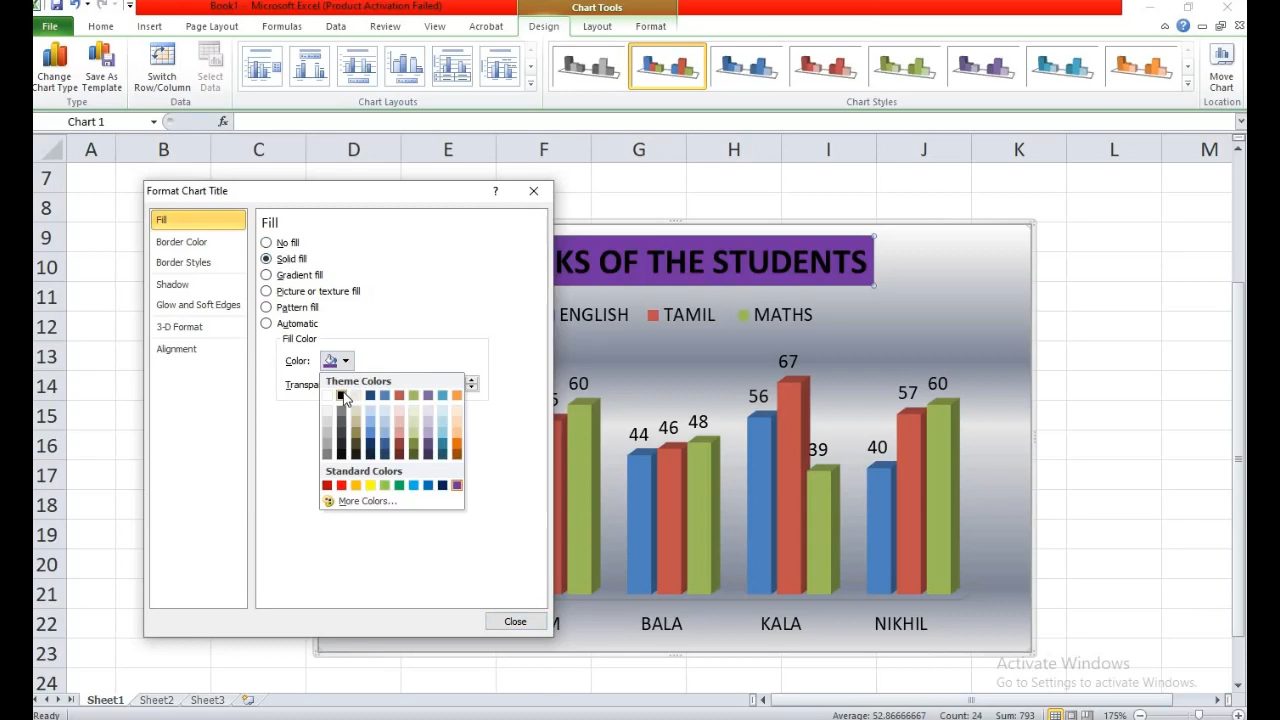 Book1 - Microsoft Excel (Product Activation Failed)
Chart Tools
File Home Insert Page Layout Formulas Data Review View Acrobat Design Layout Format
Change Chart Type
Save As Template
Switch Row/Column
Select Data
Move Chart
Type Data Chart Layouts Chart Styles Location
Chart 1 fx
A B C D E F G H I J K L M
7
8
9
10
11
12
13
14
15
16
17
18
19
20
21
22
23
24
Format Chart Title ?
Fill
Border Color
Border Styles
Shadow
Glow and Soft Edges
3-D Format
Alignment
Fill
No fill
Solid fill
Gradient fill
Picture or texture fill
Pattern fill
Automatic
Fill Color
Color:
Transpa
Theme Colors
Standard Colors
More Colors...
Close
KS OF THE STUDENTS
ENGLISH TAMIL MATHS
60
44 46 48
56 67 39
40 57 60
M BALA KALA NIKHIL
Activate Windows
Go to Settings to activate Windows.
Sheet1 Sheet2 Sheet3
Ready Average: 52.86666667 Count: 24 Sum: 793 175%